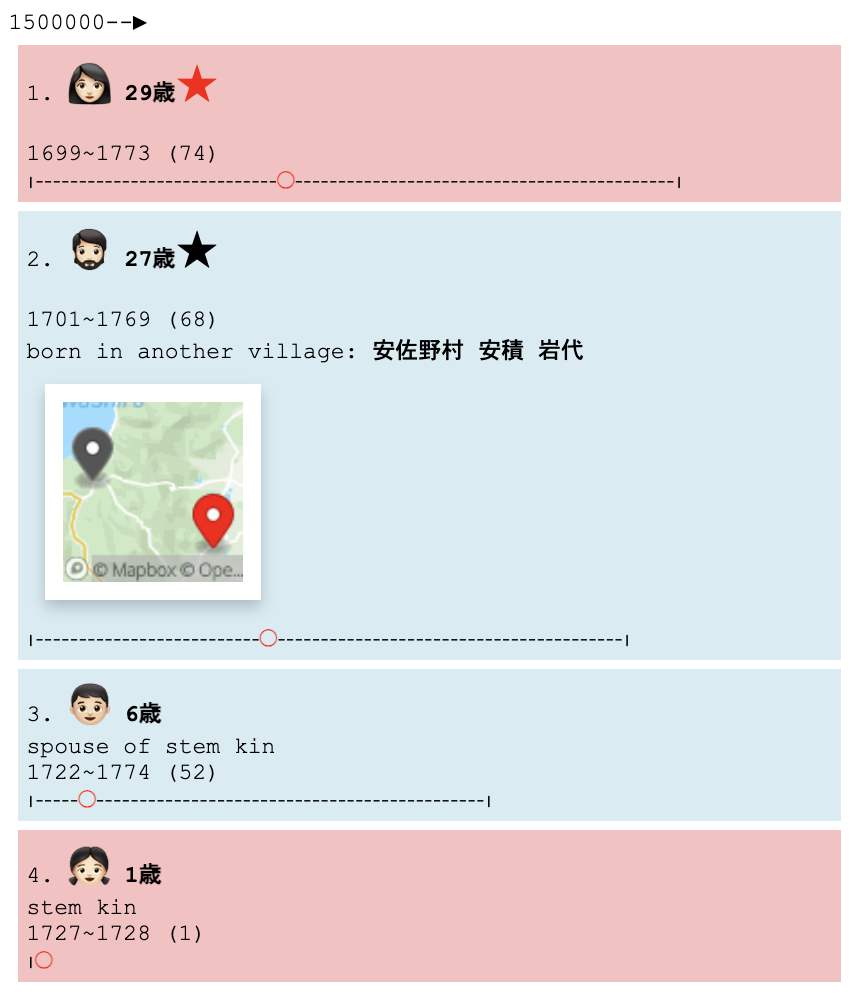 1500000--►
1. 29歳★
1699~1773 (74)
2. 27歳★
1701~1769 (68)
born in another village: 安佐野村 安積 岩代
© Mapbox © Ope...
3. 6歳
spouse of stem kin
1722~1774 (52)
4. 1歳
stem kin
1727~1728 (1)